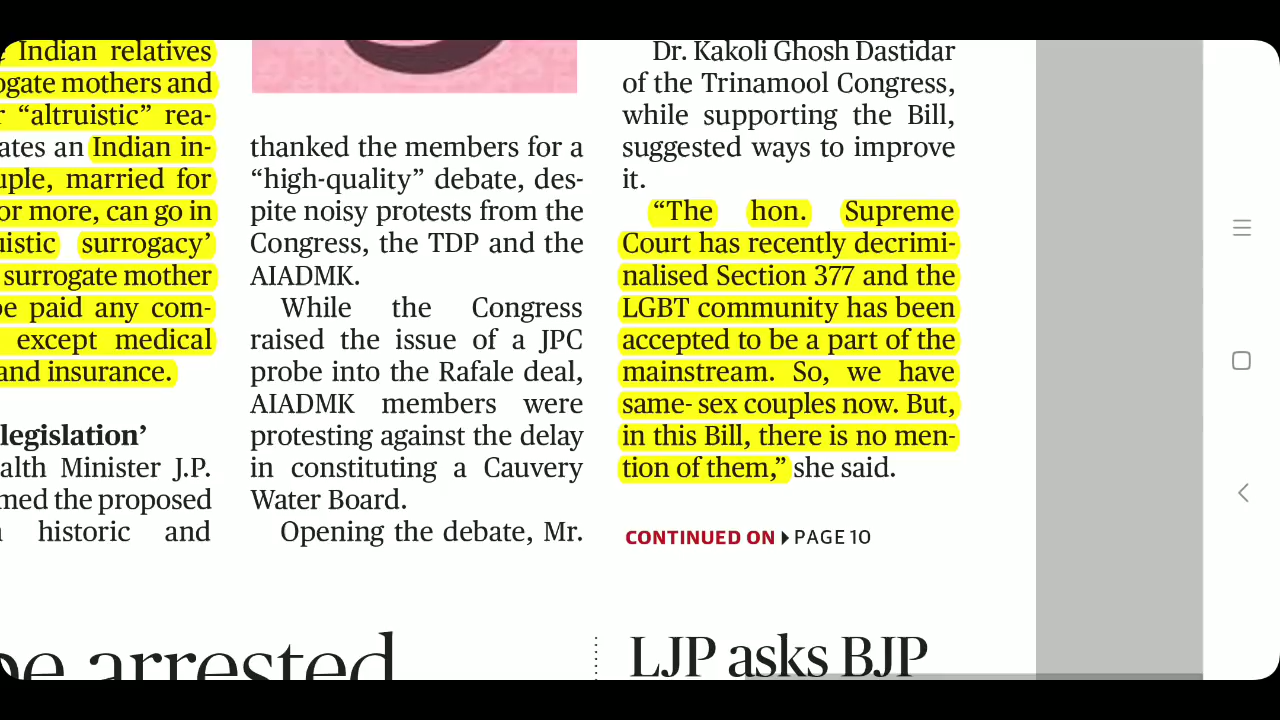 Indian relatives
ogate mothers and
r “altruistic” rea-
ates an Indian in-
uple, married for
or more, can go in
uistic surrogacy’
surrogate mother
be paid any com-
except medical
and insurance.
legislation’
alth Minister J.P.
med the proposed
historic and
thanked the members for a
“high-quality” debate, des-
pite noisy protests from the
Congress, the TDP and the
AIADMK.
While the Congress
raised the issue of a JPC
probe into the Rafale deal,
AIADMK members were
protesting against the delay
in constituting a Cauvery
Water Board.
Opening the debate, Mr.
Dr. Kakoli Ghosh Dastidar
of the Trinamool Congress,
while supporting the Bill,
suggested ways to improve
it.
“The hon. Supreme
Court has recently decrimi-
nalised Section 377 and the
LGBT community has been
accepted to be a part of the
mainstream. So, we have
same- sex couples now. But,
in this Bill, there is no men-
tion of them,” she said.
CONTINUED ON PAGE 10
be arrested
LJP asks BJP